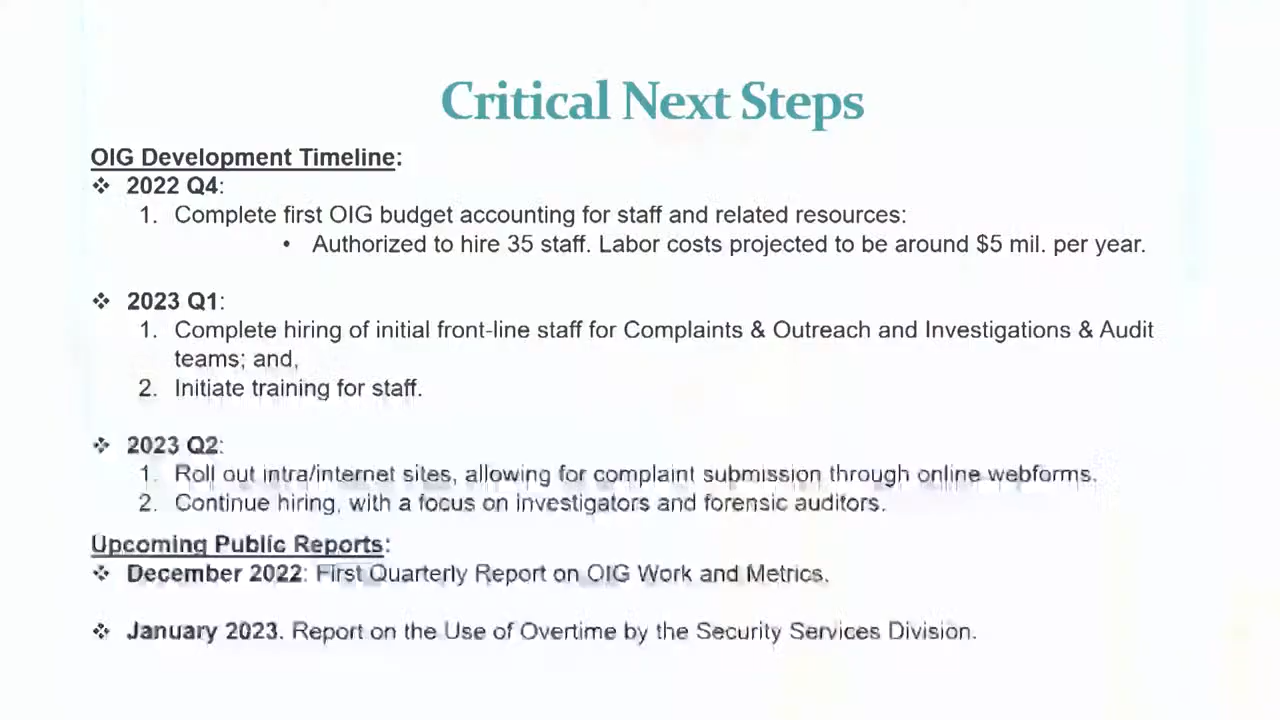 Critical Next Steps
OIG Development Timeline:
❖ 2022 Q4:
1. Complete first OIG budget accounting for staff and related resources:
• Authorized to hire 35 staff. Labor costs projected to be around $5 mil. per year.
❖ 2023 Q1:
1. Complete hiring of initial front-line staff for Complaints & Outreach and Investigations & Audit
teams; and,
2. Initiate training for staff.
❖ 2023 Q2:
1. Roll out intra/internet sites, allowing for complaint submission through online webforms.
2. Continue hiring, with a focus on investigators and forensic auditors.
Upcoming Public Reports:
❖ December 2022: First Quarterly Report on OIG Work and Metrics.
❖ January 2023. Report on the Use of Overtime by the Security Services Division.